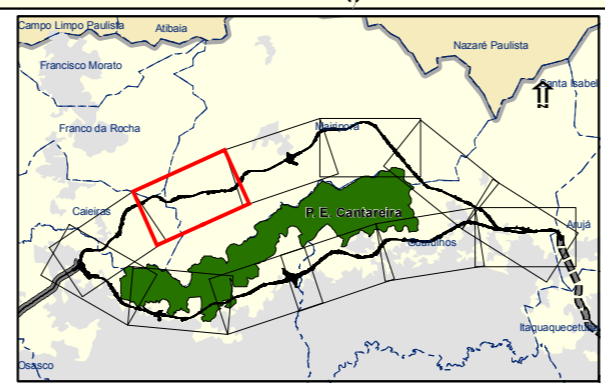 Campo Limpo Paulista
Atibaia
Nazaré Paulista
Francisco Morato
Santa Isabel
Franco da Rocha
Mairiporã
Caieiras
P. E. Cantareira
Arujá
Guarulhos
Itaquaquecetuba
Osasco